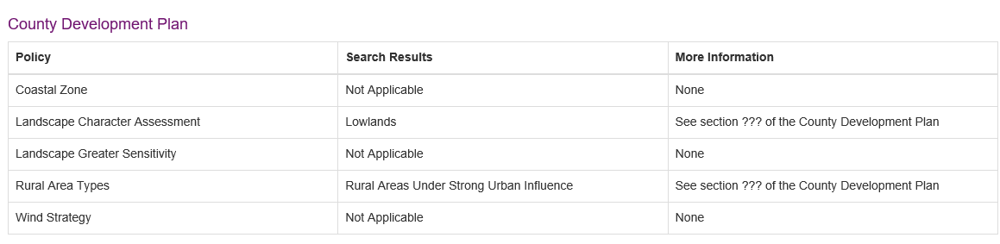 County Development Plan
Policy Search Results More Information
Coastal Zone Not Applicable None
Landscape Character Assessment Lowlands See section ??? of the County Development Plan
Landscape Greater Sensitivity Not Applicable None
Rural Area Types Rural Areas Under Strong Urban Influence See section ??? of the County Development Plan
Wind Strategy Not Applicable None